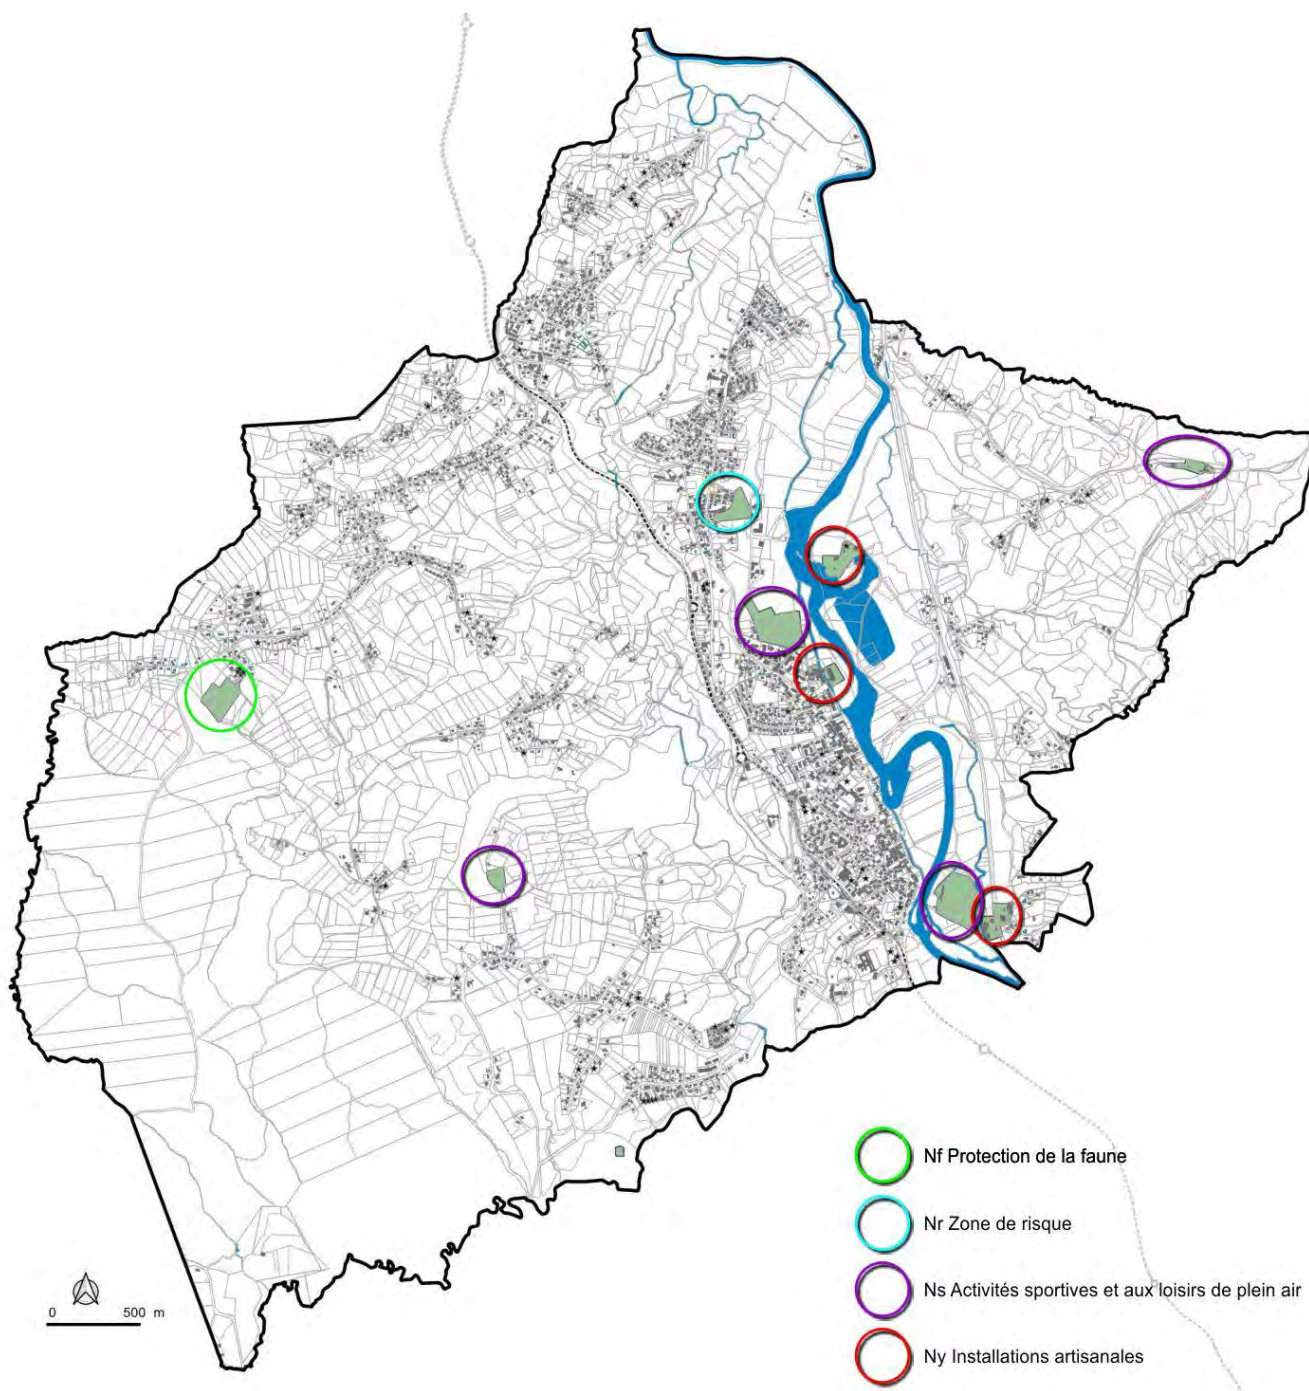 Nf Protection de la faune
Nr Zone de risque
Ns Activités sportives et aux loisirs de plein air
Ny Installations artisanales
0 500 m